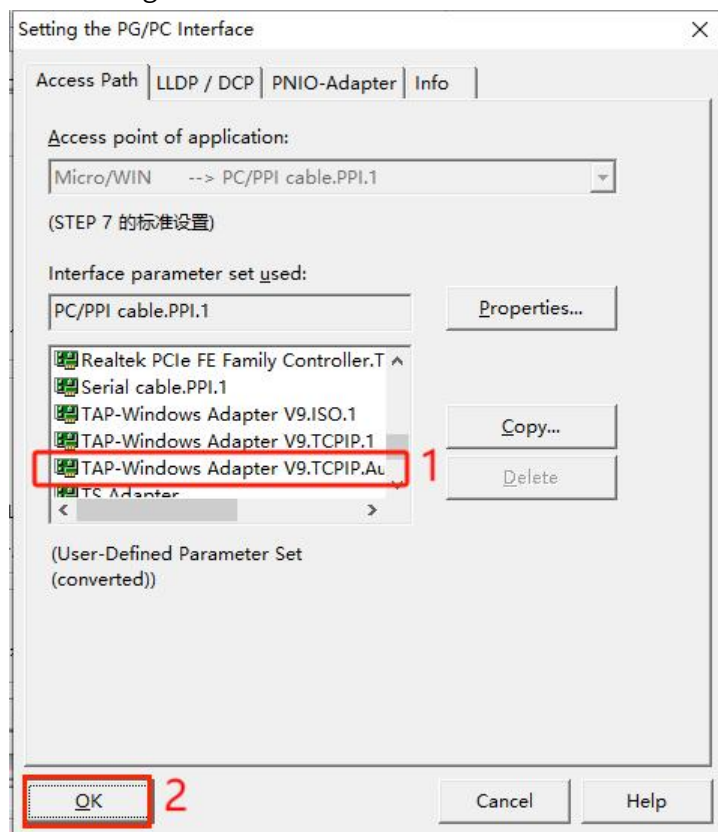 Setting the PG/PC Interface
Access Path LLDP / DCP PNIO-Adapter Info
Access point of application:
Micro/WIN --> PC/PPI cable.PPI.1
(STEP 7 的标准设置)
Interface parameter set used:
PC/PPI cable.PPI.1
Properties...
Realtek PCIe FE Family Controller.T
Serial cable.PPI.1
TAP-Windows Adapter V9.ISO.1
TAP-Windows Adapter V9.TCPIP.1
Copy...
TAP-Windows Adapter V9.TCPIP.Au
1
Delete
TS Adapter
(User-Defined Parameter Set
(converted))
OK 2 Cancel Help